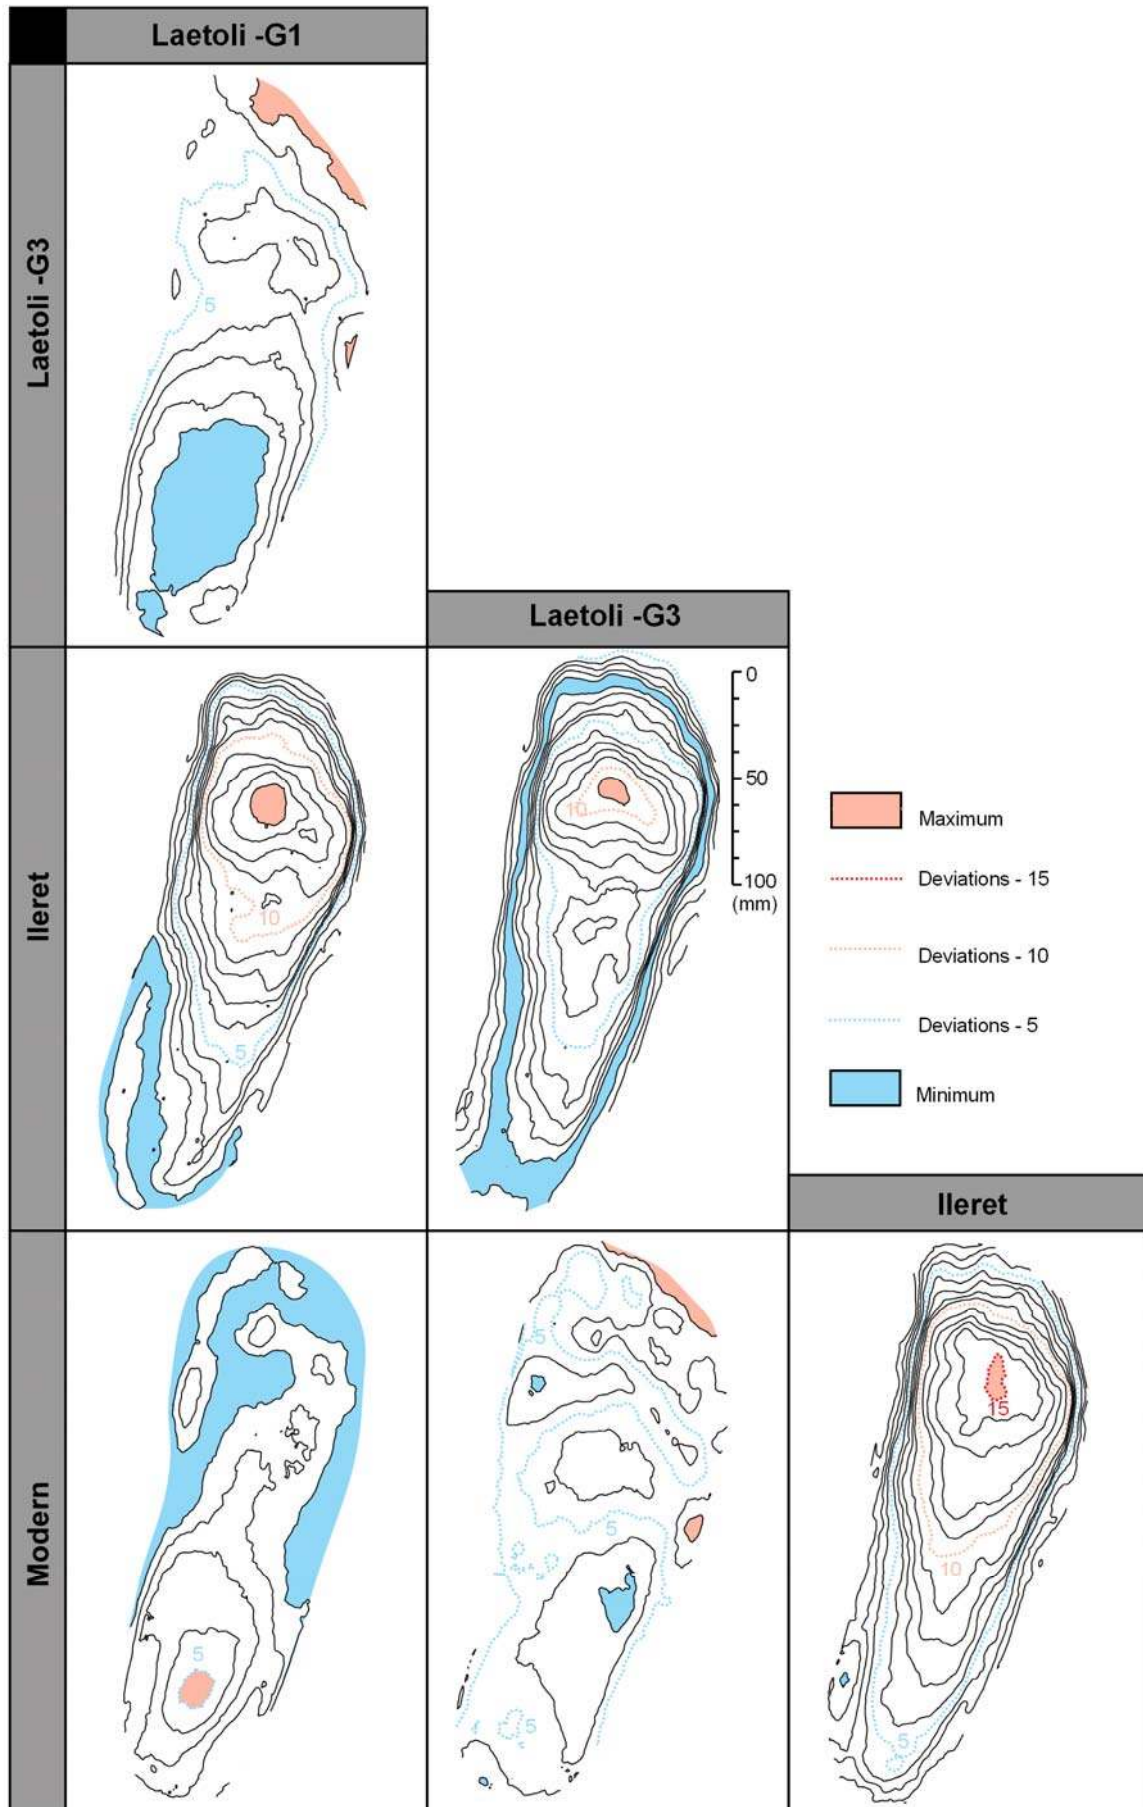 Laetoli -G1
Laetoli -G3
5
Laetoli -G3
Ileret
10
5
10
0
50
100
(mm)
Maximum
Deviations - 15
Deviations - 10
Deviations - 5
Minimum
Ileret
Modern
5
5
5
5
15
10
5